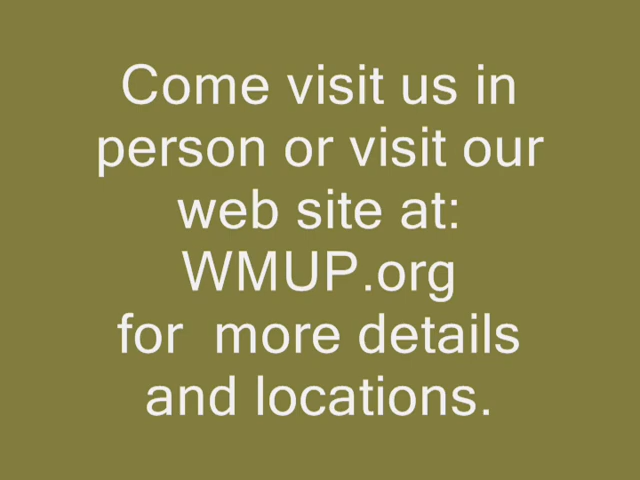 Come visit us in
person or visit our
web site at:
WMUP.org
for  more details
and locations.